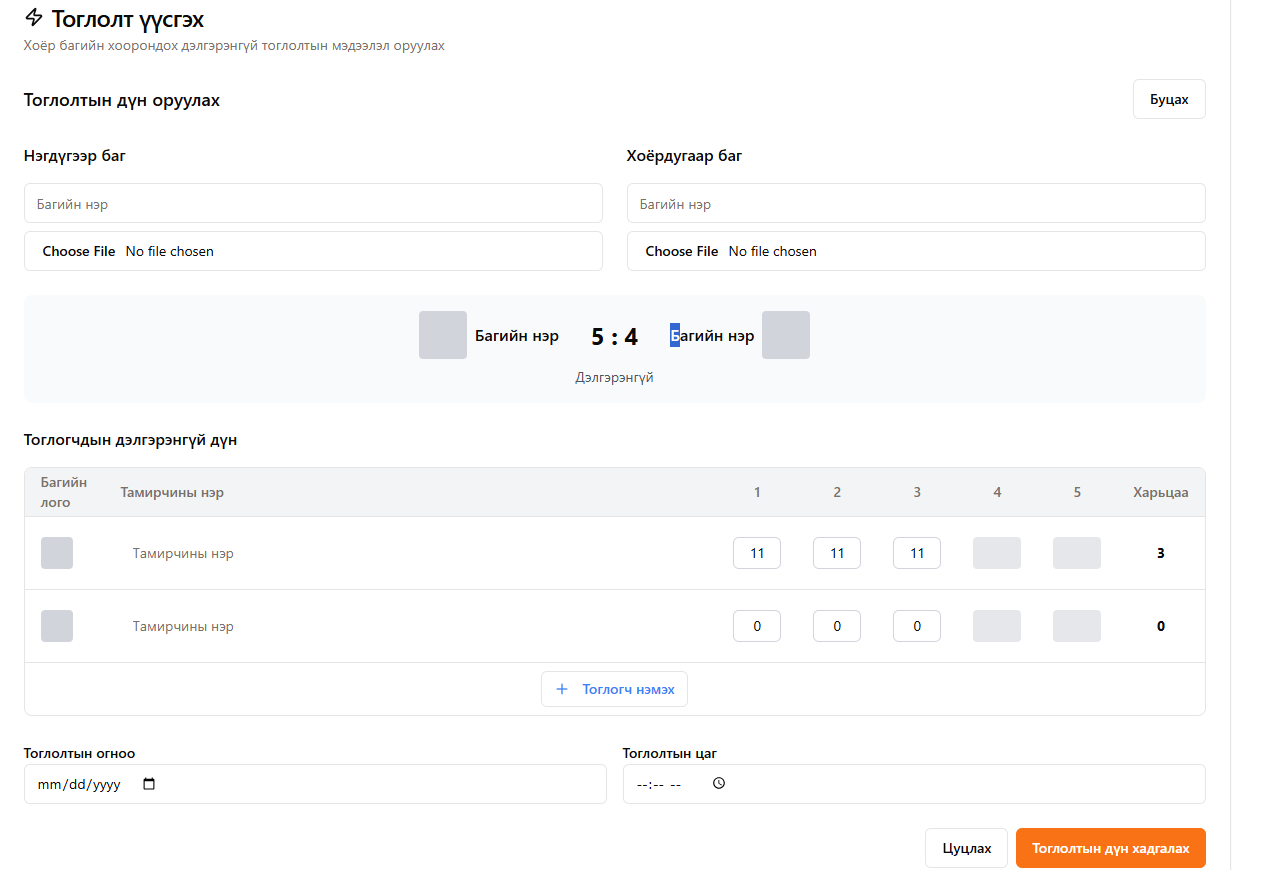 Тоглолт үүсгэх
Хоёр багийн хоорондох дэлгэрэнгүй тоглолтын мэдээлэл оруулах
Тоглолтын дүн оруулах
Буцах
Нэгдүгээр баг
Хоёрдугаар баг
Багийн нэр
Багийн нэр
Choose File No file chosen
Choose File No file chosen
Багийн нэр 5 : 4 Багийн нэр
Дэлгэрэнгүй
Тоглогчдын дэлгэрэнгүй дүн
Багийн лого Тамирчины нэр 1 2 3 4 5 Харьцаа
Тамирчины нэр 11 11 11 3
Тамирчины нэр 0 0 0 0
+ Тоглогч нэмэх
Тоглолтын огноо
Тоглолтын цаг
mm/dd/yyyy
--:-- --
Цуцлах
Тоглолтын дүн хадгалах